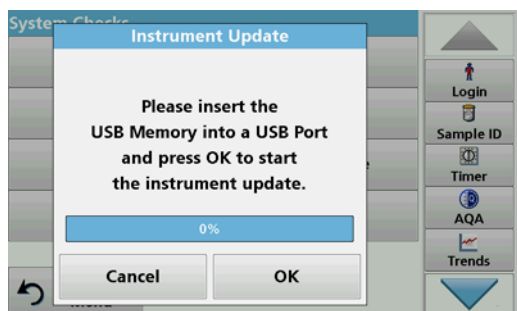 System Checks
Instrument Update
Please insert the
USB Memory into a USB Port
and press OK to start
the instrument update.
0%
Cancel
OK
Menu
Login
Sample ID
Timer
AQA
Trends